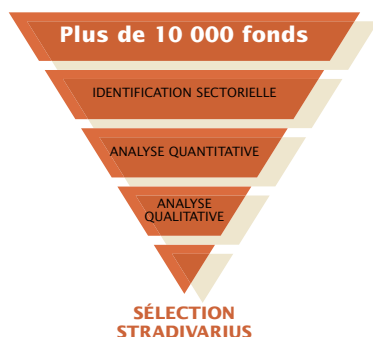 Plus de 10 000 fonds
IDENTIFICATION SECTORIELLE
ANALYSE QUANTITATIVE
ANALYSE
QUALITATIVE
SÉLECTION
STRADIVARIUS